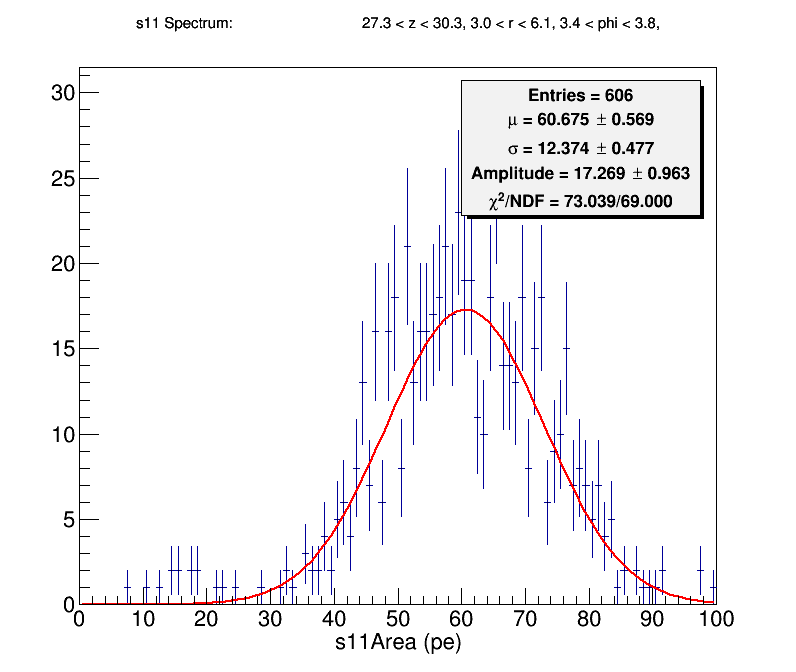 s11 Spectrum: 27.3 < z < 30.3, 3.0 < r < 6.1, 3.4 < phi < 3.8,
Entries = 606
μ = 60.675 ± 0.569
σ = 12.374 ± 0.477
Amplitude = 17.269 ± 0.963
χ²/NDF = 73.039/69.000
30
25
20
15
10
5
0
0 10 20 30 40 50 60 70 80 90 100
s11Area (pe)